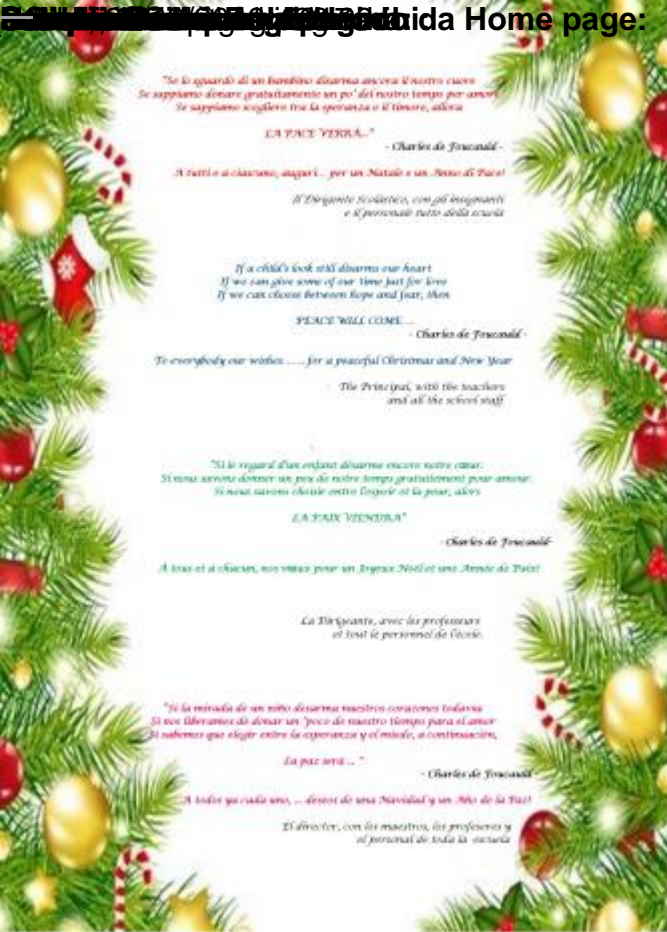 ida Home page:
"Se lo sguardo di un bambino disarma ancora il nostro cuore
Se sappiamo donare gratuitamente un po' del nostro tempo per amore
Se sappiamo scegliere tra la speranza e il timore, allora
LA PACE VERRÀ..."
- Charles de Foucauld -
A tutti e a ciascuno, auguri... per un Natale e un Anno di Pace!
Il Dirigente Scolastico, con gli insegnanti
e il personale tutto della scuola
If a child's look still disarms our heart
If we can give some of our time just for love
If we can choose between hope and fear, then
PEACE WILL COME...
- Charles de Foucauld -
To everybody our wishes ...... for a peaceful Christmas and New Year
The Principal, with the teachers
and all the school staff
"Si le regard d'un enfant désarme encore notre cœur.
Si nous savons donner un peu de notre temps gratuitement pour amour.
Si nous savons choisir entre l'espoir et la peur, alors
LA PAIX VIENDRA"
- Charles de Foucauld-
À tous et à chacun, nos vœux pour un Joyeux Noël et une Année de Paix!
La Dirigeante, avec les professeurs
et tout le personnel de l'école.
"Si la mirada de un niño desarma nuestros corazones todavía
Si nos liberamos de donar un "poco de nuestro tiempo para el amor
Si sabemos que elegir entre la esperanza y el miedo, a continuación,
La paz será ... "
- Charles de Foucauld
A todos ya cada uno, ... deseos de una Navidad y un Año de la Paz!
El director, con los maestros, los profesores y
el personal de toda la escuela